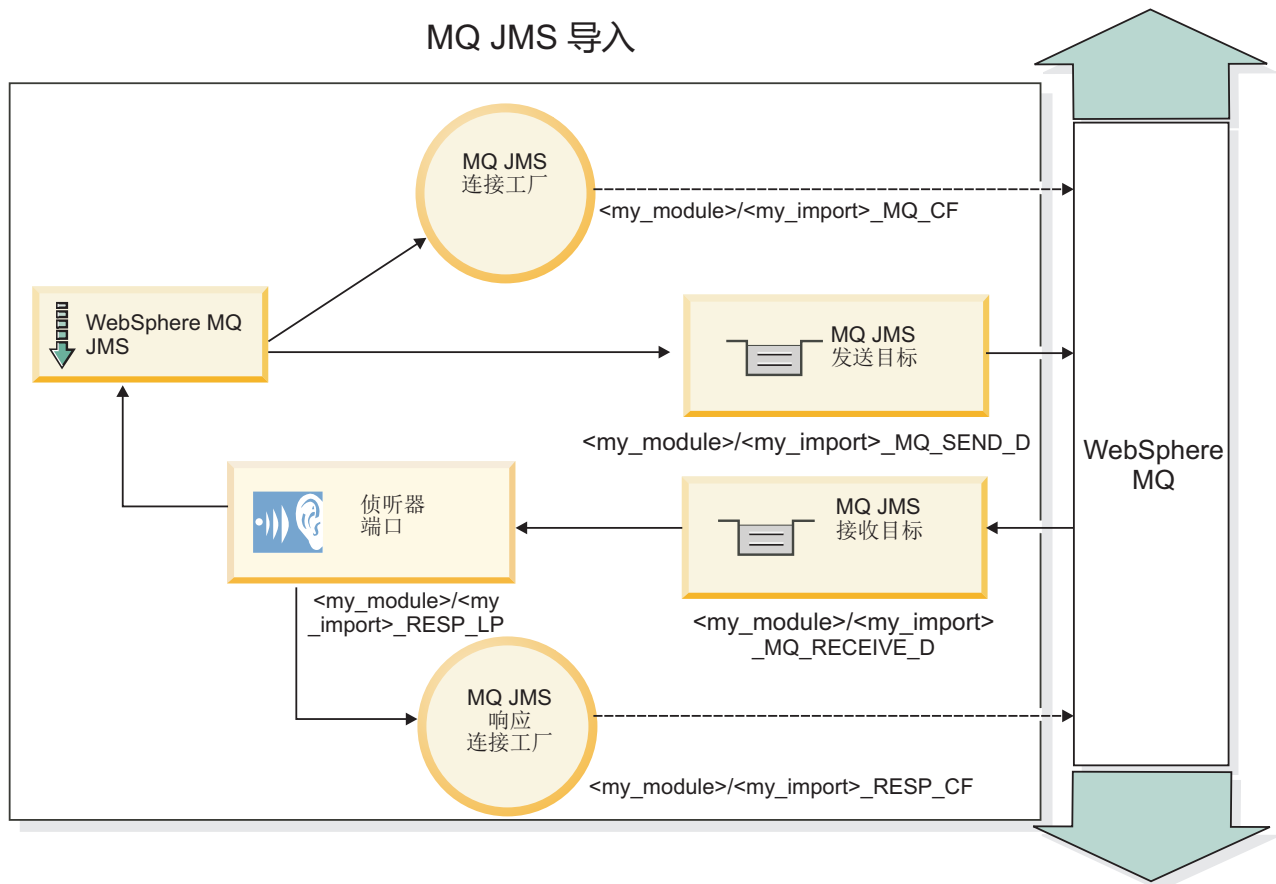 MQ JMS 导入
MQ JMS
连接工厂
<my_module>/<my_import>_MQ_CF
WebSphere MQ
JMS
MQ JMS
发送目标
<my_module>/<my_import>_MQ_SEND_D
WebSphere
MQ
侦听器
端口
<my_module>/<my
_import>_RESP_LP
MQ JMS
接收目标
<my_module>/<my_import>
_MQ_RECEIVE_D
MQ JMS
响应
连接工厂
<my_module>/<my_import>_RESP_CF